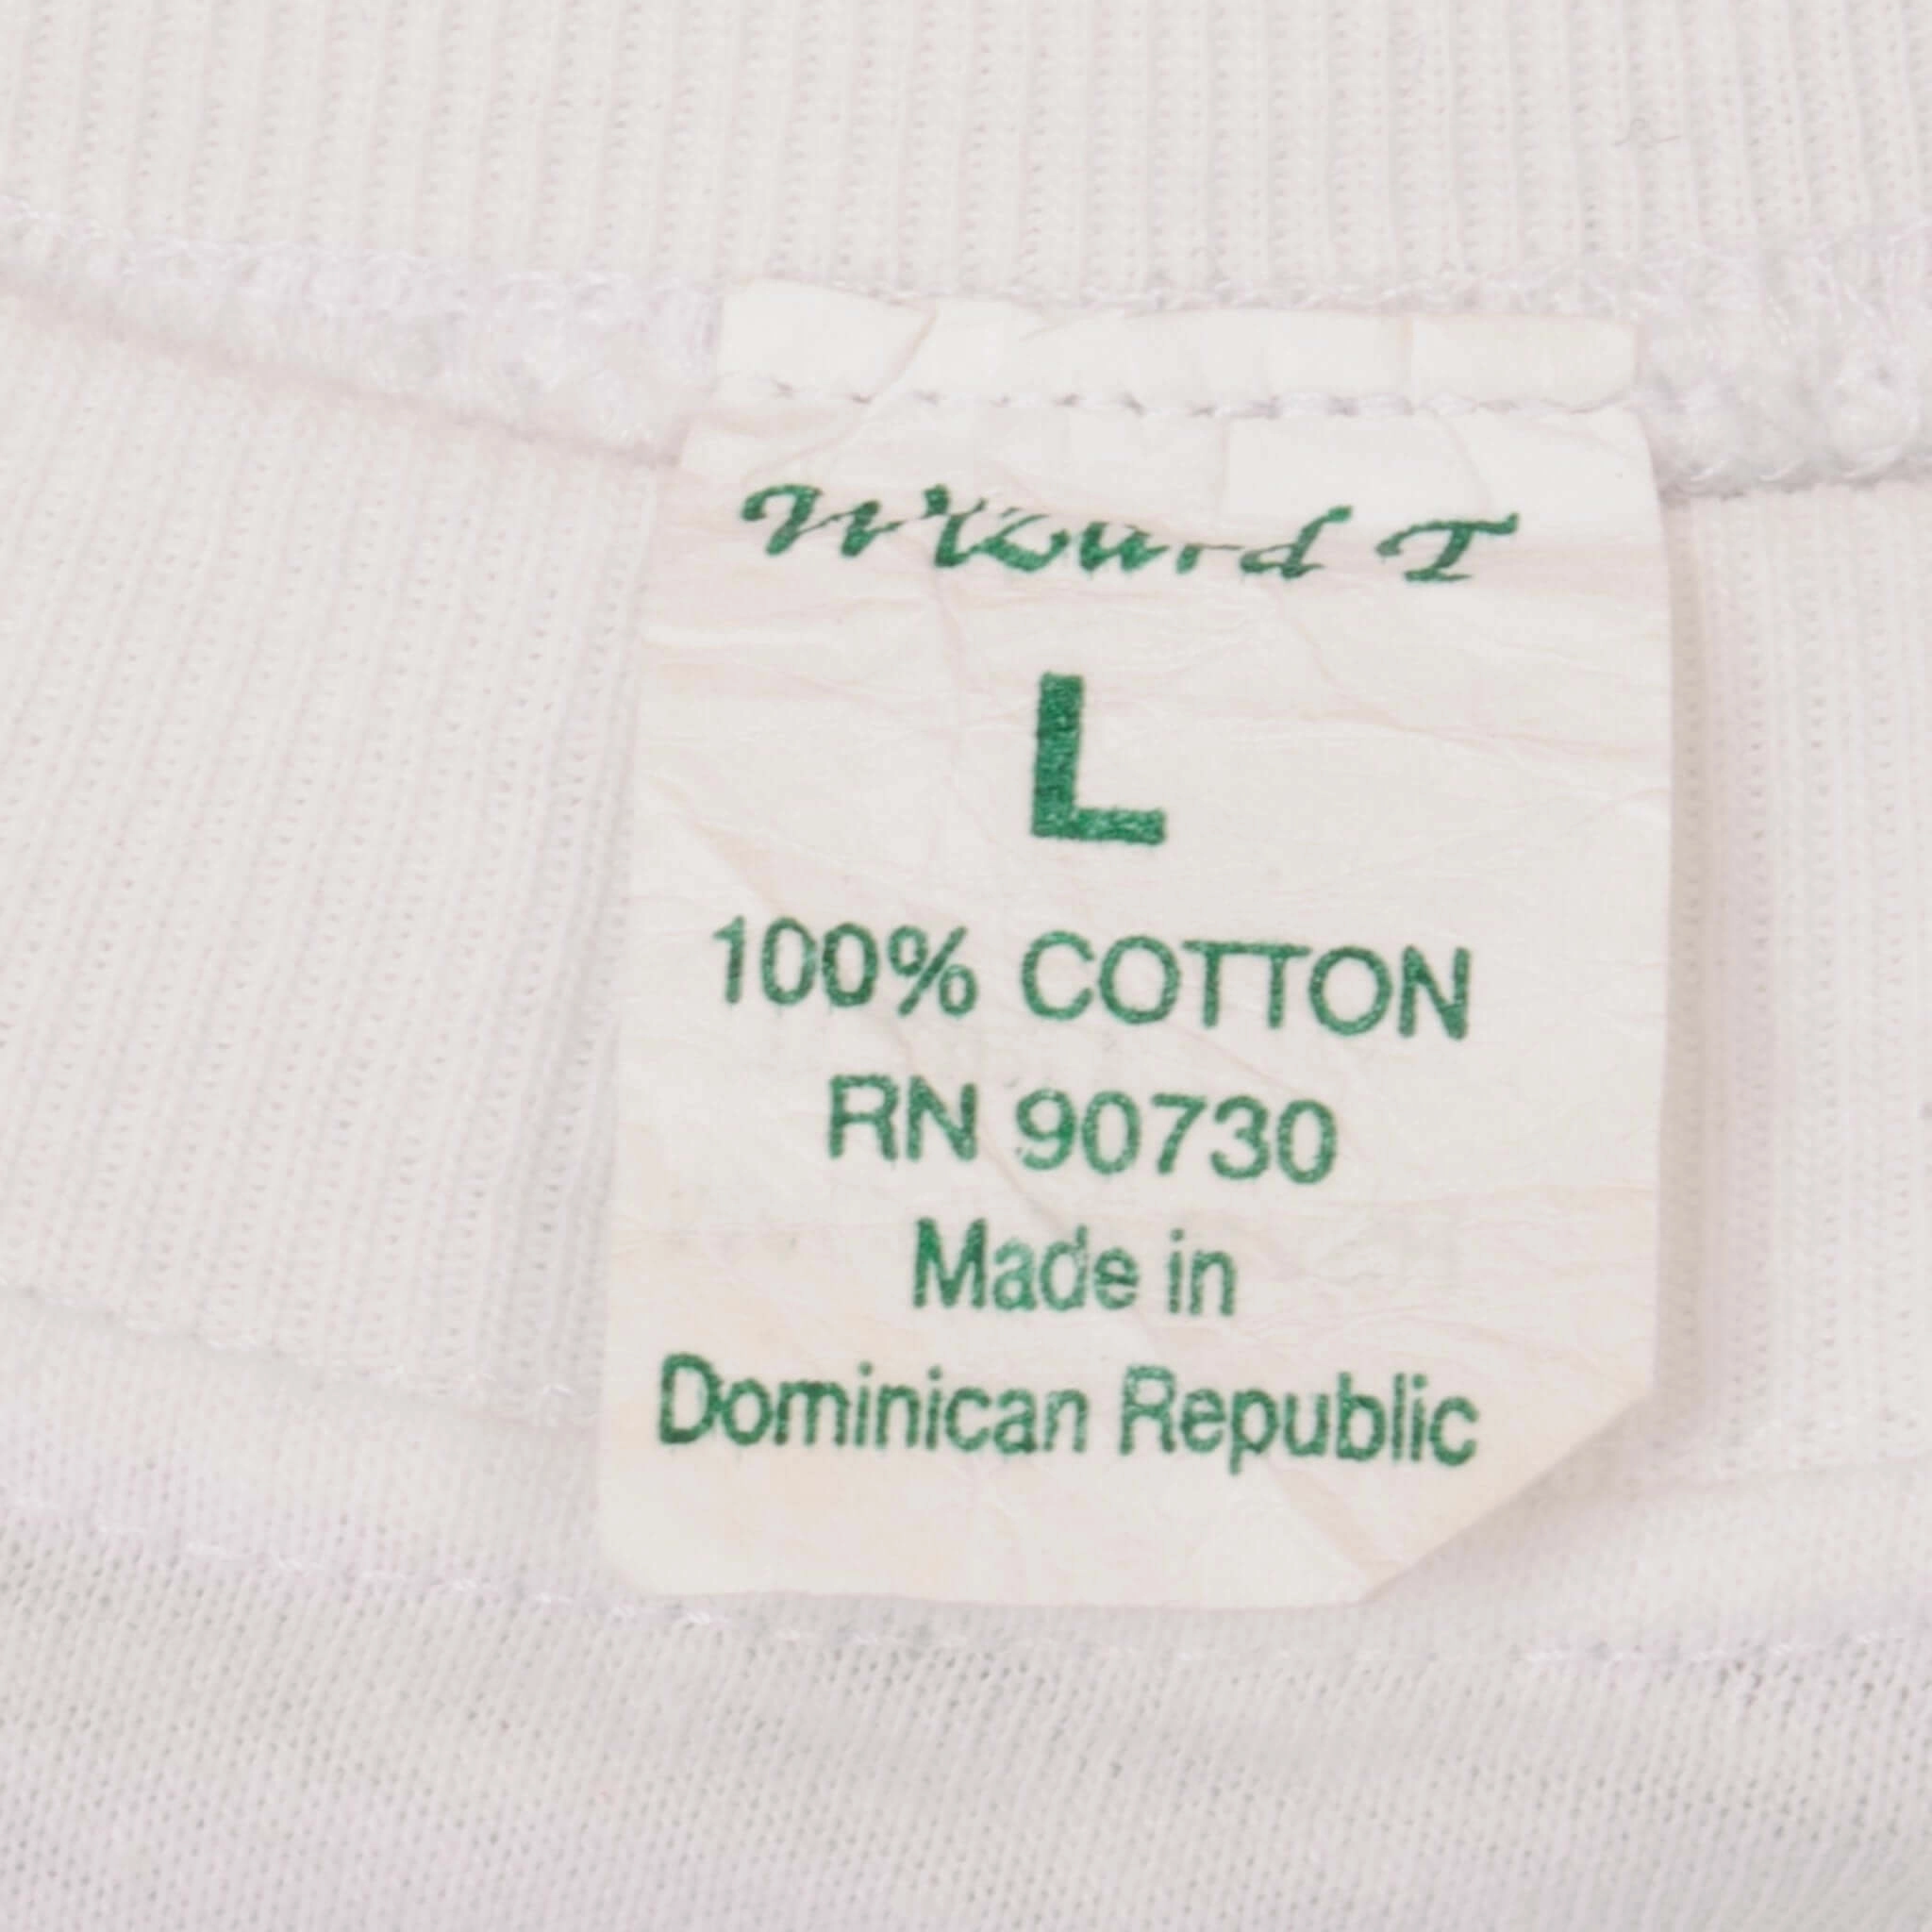 Wizard T
L
100% COTTON
RN 90730
Made in
Dominican Republic